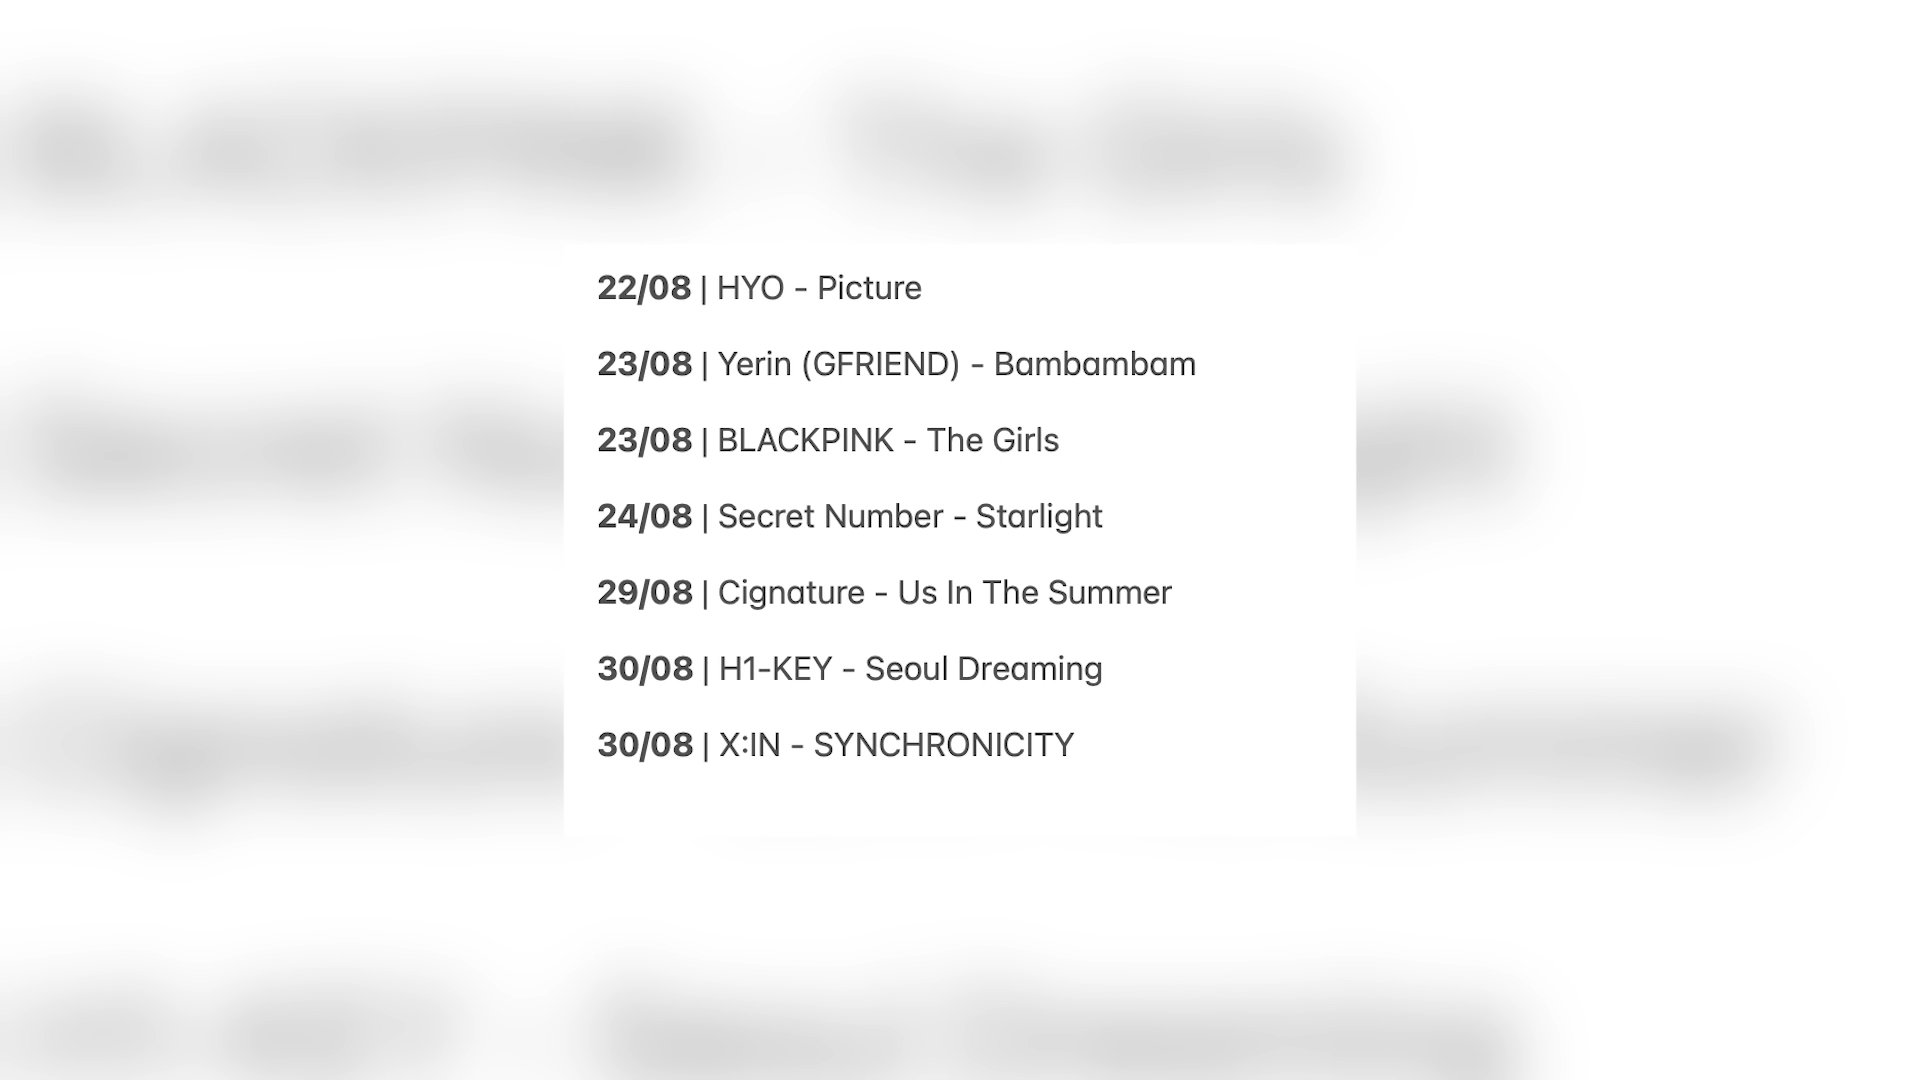 22/08 | HYO - Picture
23/08 | Yerin (GFRIEND) - Bambambam
23/08 | BLACKPINK - The Girls
24/08 | Secret Number - Starlight
29/08 | Cignature - Us In The Summer
30/08 | H1-KEY - Seoul Dreaming
30/08 | X:IN - SYNCHRONICITY